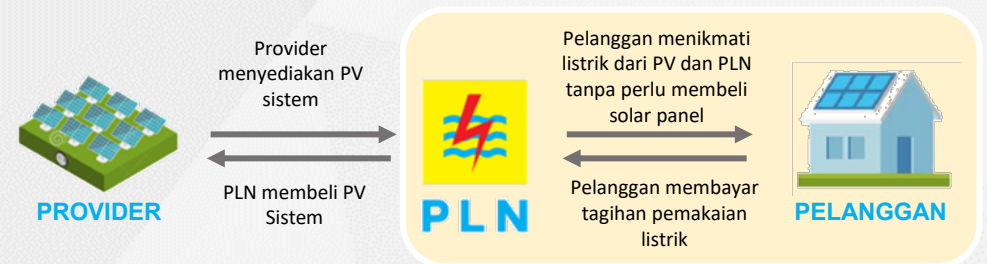 Provider
menyediakan PV
sistem
PLN membeli PV
Sistem
PROVIDER
PLN
Pelanggan menikmati
listrik dari PV dan PLN
tanpa perlu membeli
solar panel
Pelanggan membayar
tagihan pemakaian
listrik
PELANGGAN